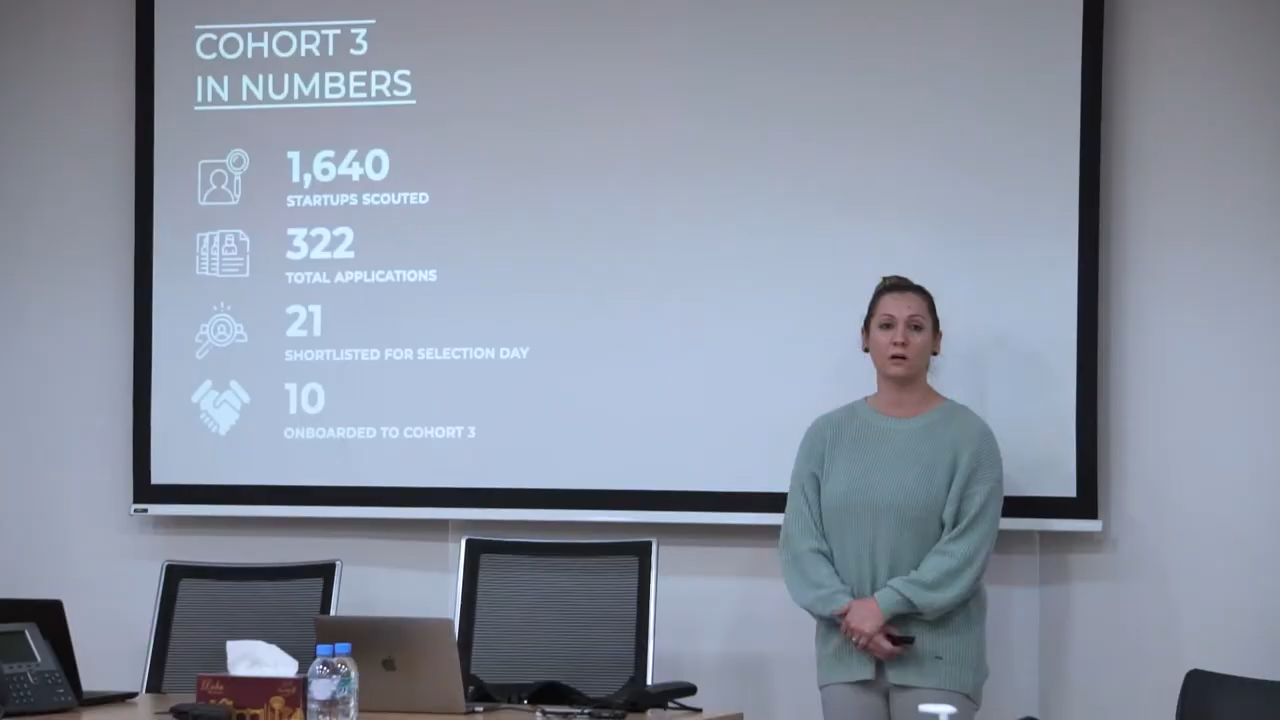 COHORT 3
IN NUMBERS
1,640
STARTUPS SCOUTED
322
TOTAL APPLICATIONS
21
SHORTLISTED FOR SELECTION DAY
10
ONBOARDED TO COHORT 3